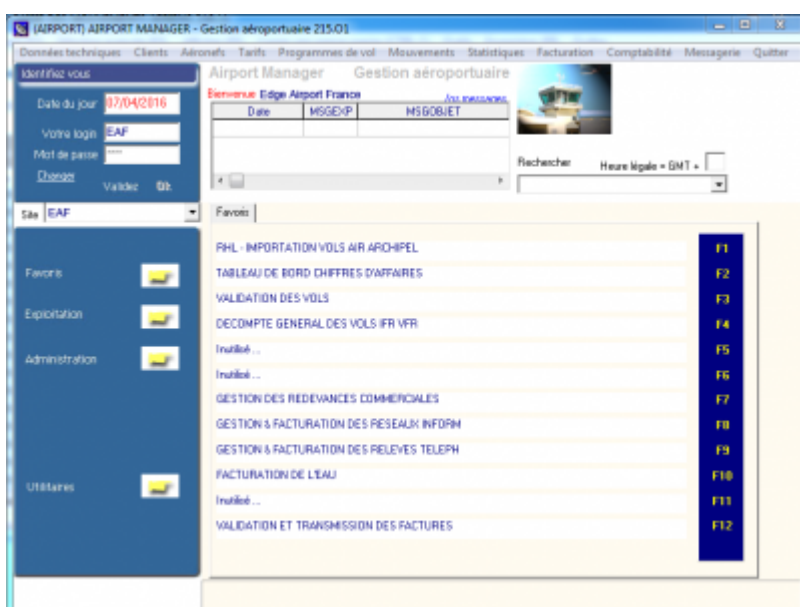 (AIRPORT) AIRPORT MANAGER - Gestion aéroportuaire 215.01
Données techniques Clients Aéronefs Tarifs Programmes de vol Mouvements Statistiques Facturation Comptabilité Messagerie Quitter
Identifiez vous
Airport Manager Gestion aéroportuaire
Bienvenue Edge Airport France
Vos messages
Date du jour 07/04/2016
Date MSGEXP MSGOBJET
Votre login EAF
Mot de passe ****
Changer
Validez Ok
Rechercher Heure légale = GMT +
Site EAF
Favoris
RHL - IMPORTATION VOLS AIR ARCHIPEL F1
Favoris
TABLEAU DE BORD CHIFFRES D'AFFAIRES F2
VALIDATION DES VOLS F3
Exploitation
DECOMPTE GENERAL DES VOLS IFR VFR F4
Inutilisé ... F5
Administration
Inutilisé ... F6
GESTION DES REDEVANCES COMMERCIALES F7
GESTION & FACTURATION DES RESEAUX INFORM F8
GESTION & FACTURATION DES RELEVES TELEPH F9
FACTURATION DE L'EAU F10
Utilitaires
Inutilisé ... F11
VALIDATION ET TRANSMISSION DES FACTURES F12